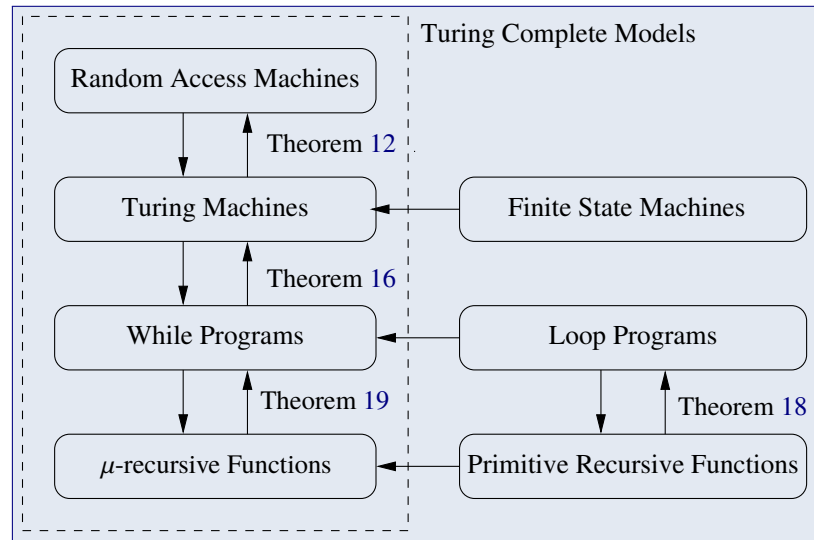 Turing Complete Models
Random Access Machines
Theorem 12
Turing Machines
Finite State Machines
Theorem 16
While Programs
Loop Programs
Theorem 19
Theorem 18
μ-recursive Functions
Primitive Recursive Functions